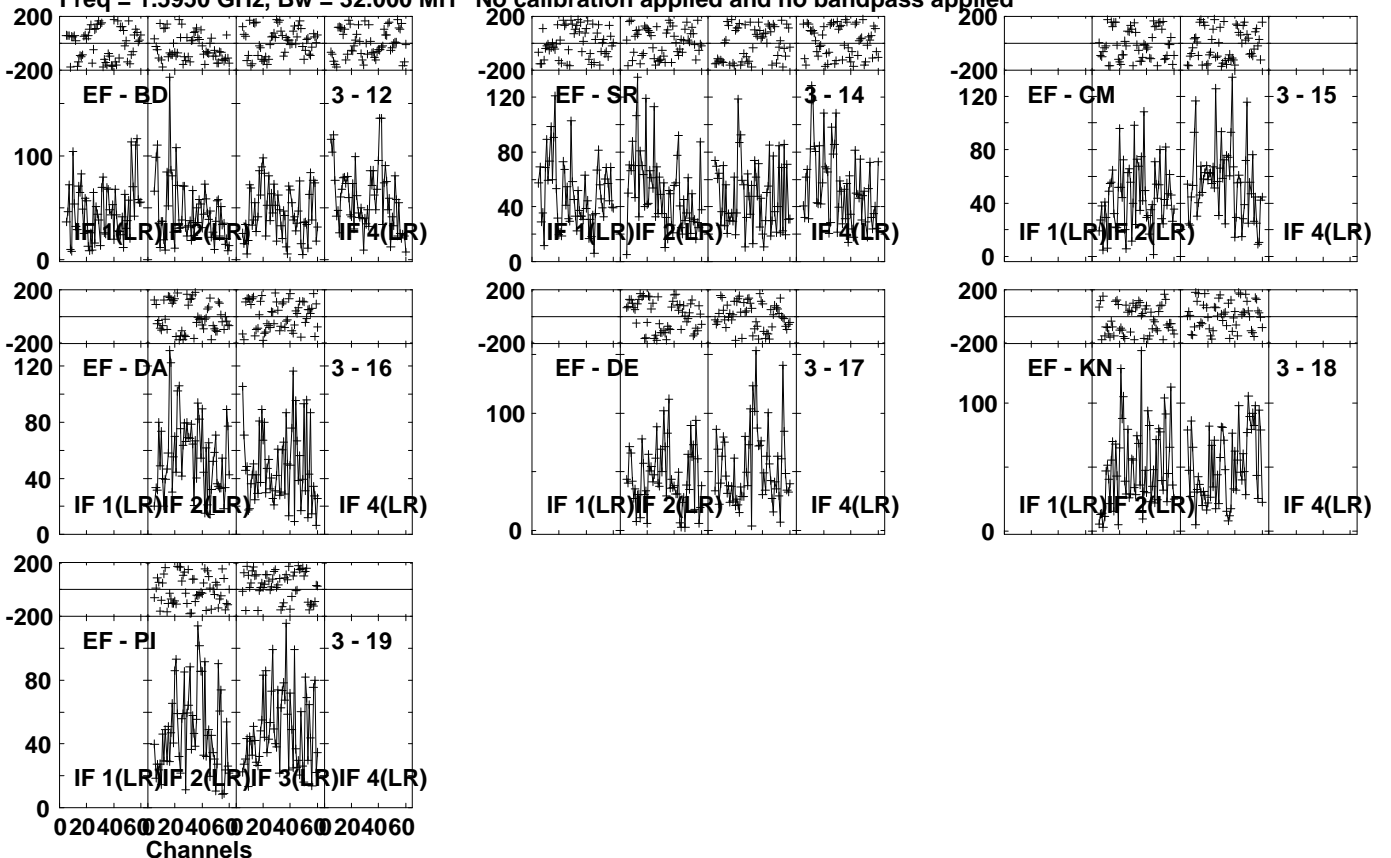 Freq = 1.5950 GHz, Bw = 32.000 MH No calibration applied and no bandpass applied
200
-200
EF - BD
3 - 12
100
IF 1(LR)
IF 2(LR)
IF 4(LR)
0
EF - SR
3 - 14
120
80
40
IF 1(LR)
IF 2(LR)
IF 4(LR)
0
200
-200
EF - CM
3 - 15
120
80
40
IF 1(LR)
IF 2(LR)
IF 4(LR)
0
200
-200
EF - DA
3 - 16
120
80
40
IF 1(LR)
IF 2(LR)
IF 4(LR)
0
EF - DE
3 - 17
100
IF 1(LR)
IF 2(LR)
IF 4(LR)
0
200
-200
EF - KN
3 - 18
100
IF 1(LR)
IF 2(LR)
IF 4(LR)
0
200
-200
EF - PI
3 - 19
80
40
IF 1(LR)
IF 2(LR)
IF 3(LR)
IF 4(LR)
0
0 20 40 60 0 20 40 60 0 20 40 60 0 20 40 60
Channels